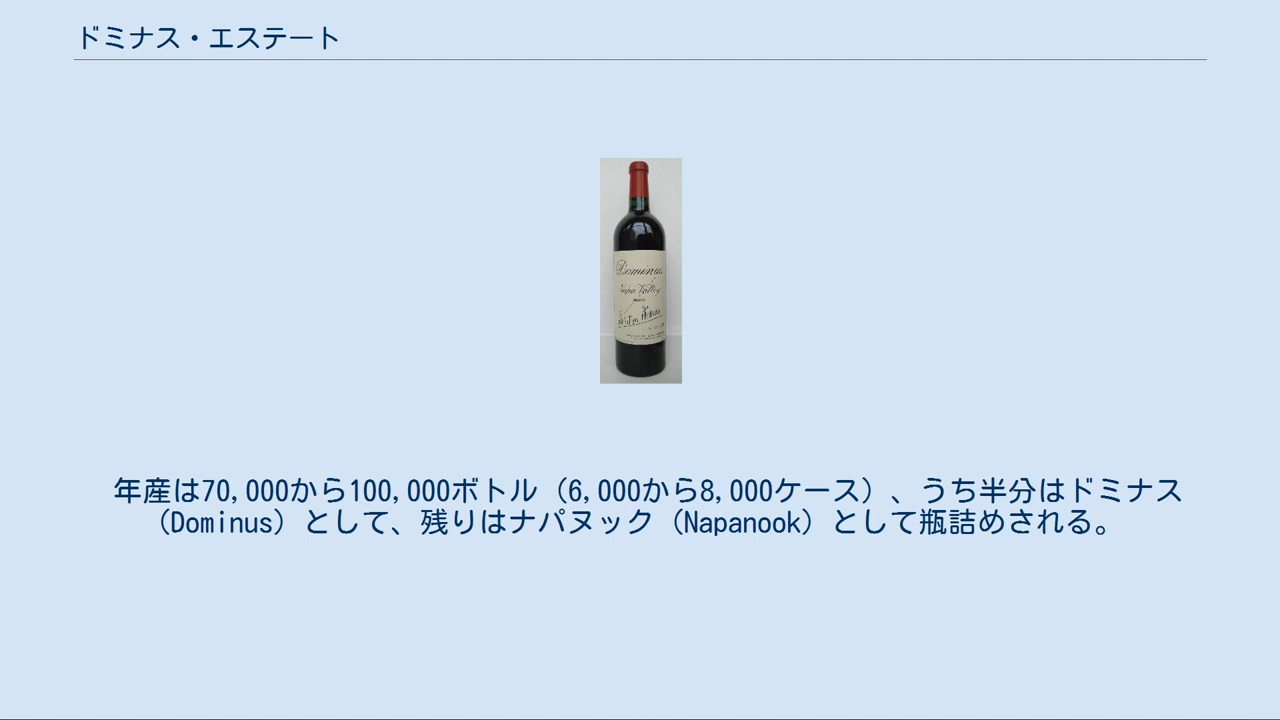 ドミナス・エステート
Dominus
Napa Valley
年産は70,000から100,000ボトル（6,000から8,000ケース）、うち半分はドミナス
（Dominus）として、残りはナパヌック（Napanook）として瓶詰めされる。